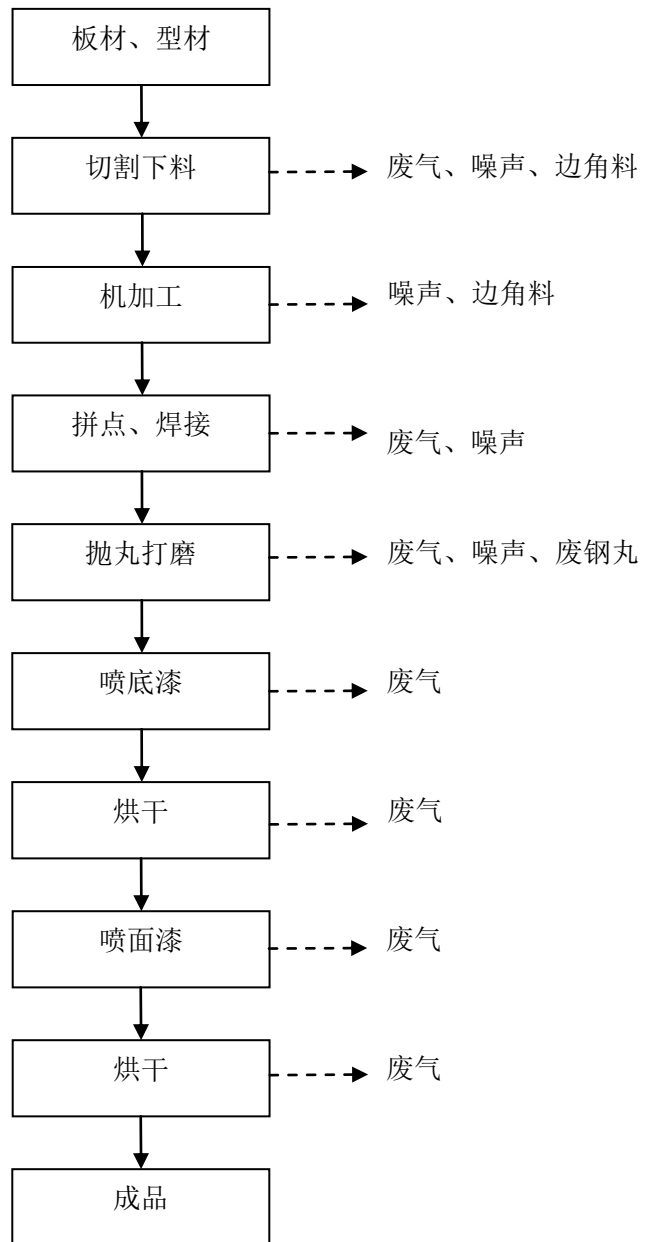 板材、型材
切割下料
废气、噪声、边角料
机加工
噪声、边角料
拼点、焊接
废气、噪声
抛丸打磨
废气、噪声、废钢丸
喷底漆
废气
烘干
废气
喷面漆
废气
烘干
废气
成品